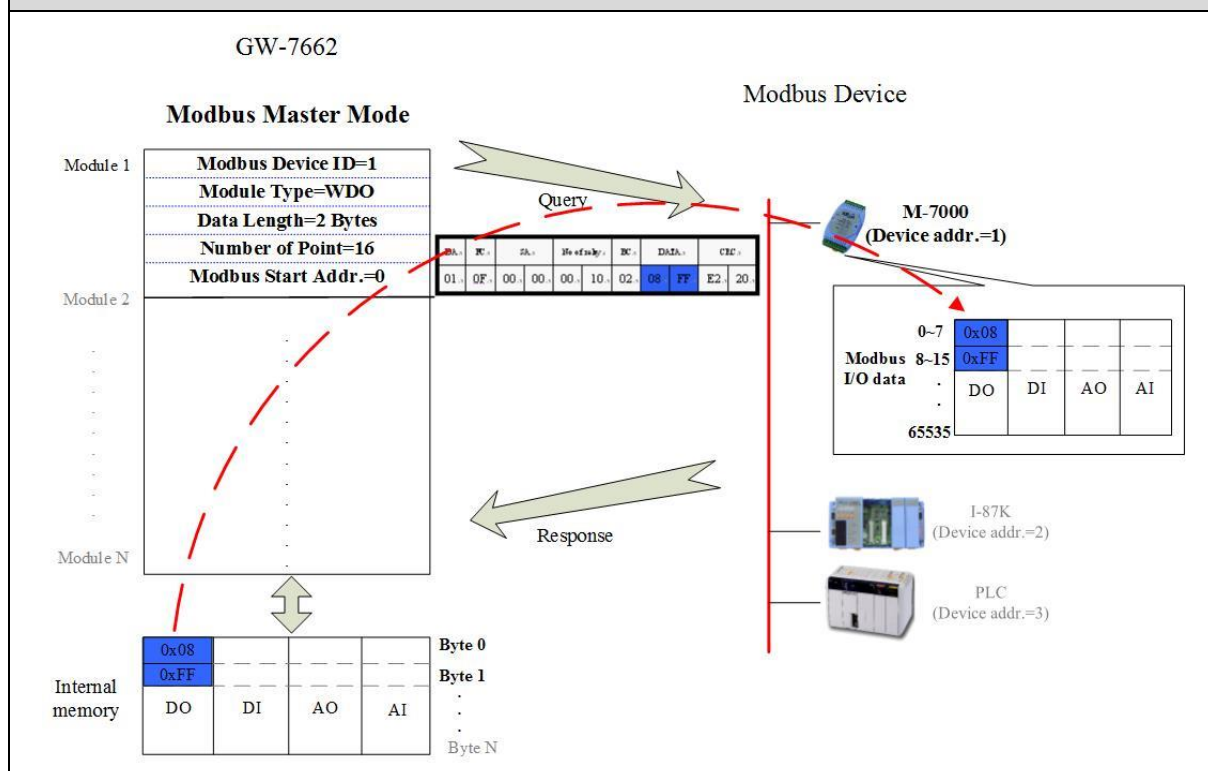 GW-7662
Modbus Device
Modbus Master Mode
Module 1
Modbus Device ID=1
Module Type=WDO
Data Length=2 Bytes
Number of Point=16
Modbus Start Addr.=0
Module 2
Module N
Query
DA FC SA No of relay BC DATA CRC
01 0F 00 00 00 10 02 08 FF E2 20
M-7000
(Device addr.=1)
0~7 0x08
Modbus 8~15 0xFF
I/O data
DO DI AO AI
65535
Response
I-87K
(Device addr.=2)
PLC
(Device addr.=3)
0x08 Byte 0
0xFF Byte 1
Internal
memory
DO DI AO AI
Byte N